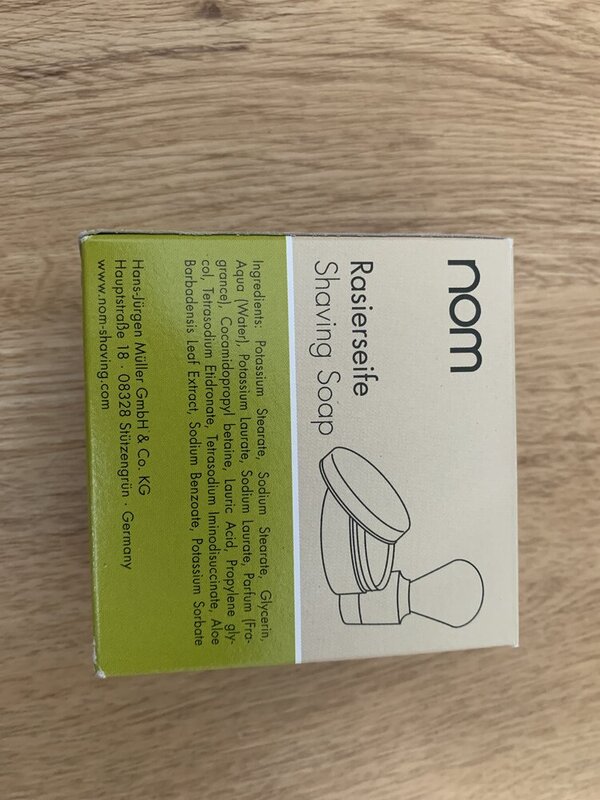 nom
Rasierseife
Shaving Soap
Ingredients: Potassium Stearate, Sodium Stearate, Glycerin,
Aqua (Water), Potassium Laurate, Sodium Laurate, Parfum (Fra-
grance), Cocamidopropyl betaine, Lauric Acid, Propylene gly-
col, Tetrasodium Etidronate, Tetrasodium Iminodisuccinate, Aloe
Barbadensis Leaf Extract, Sodium Benzoate, Potassium Sorbate
Hans-Jürgen Müller GmbH & Co. KG
Hauptstraße 18 · 08328 Stützengrün · Germany
www.nom-shaving.com